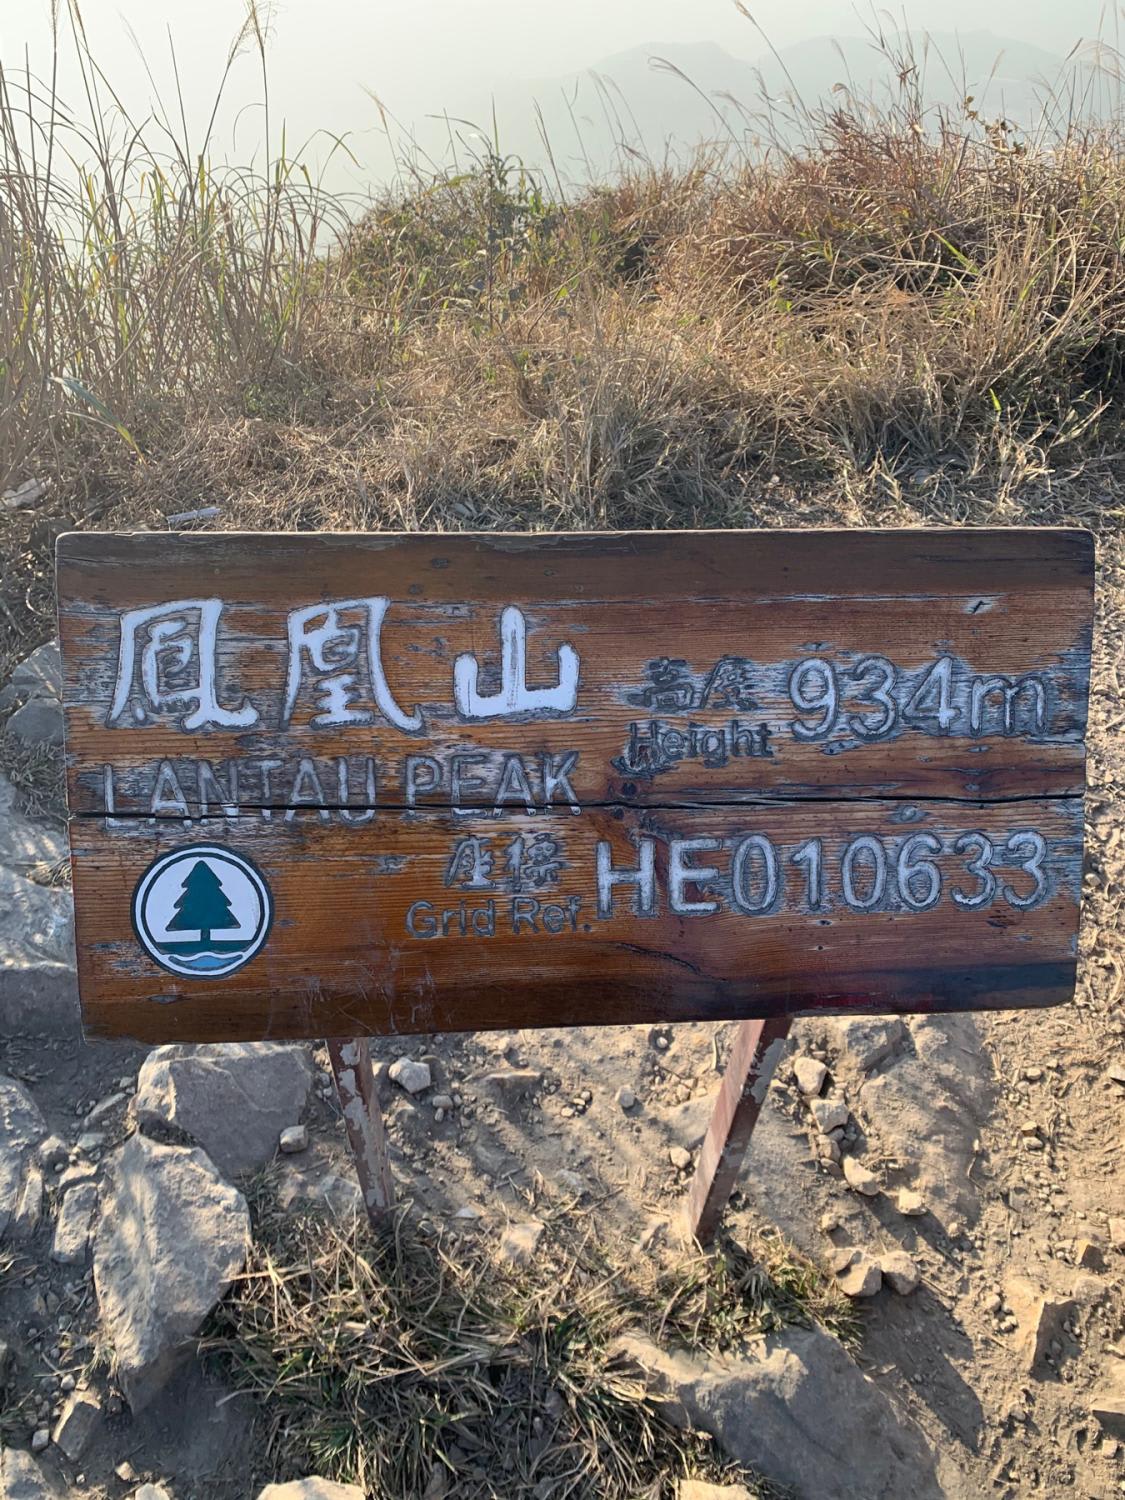 鳳凰山
LANTAU PEAK
高度 934m
Height
座標 HE010633
Grid Ref.